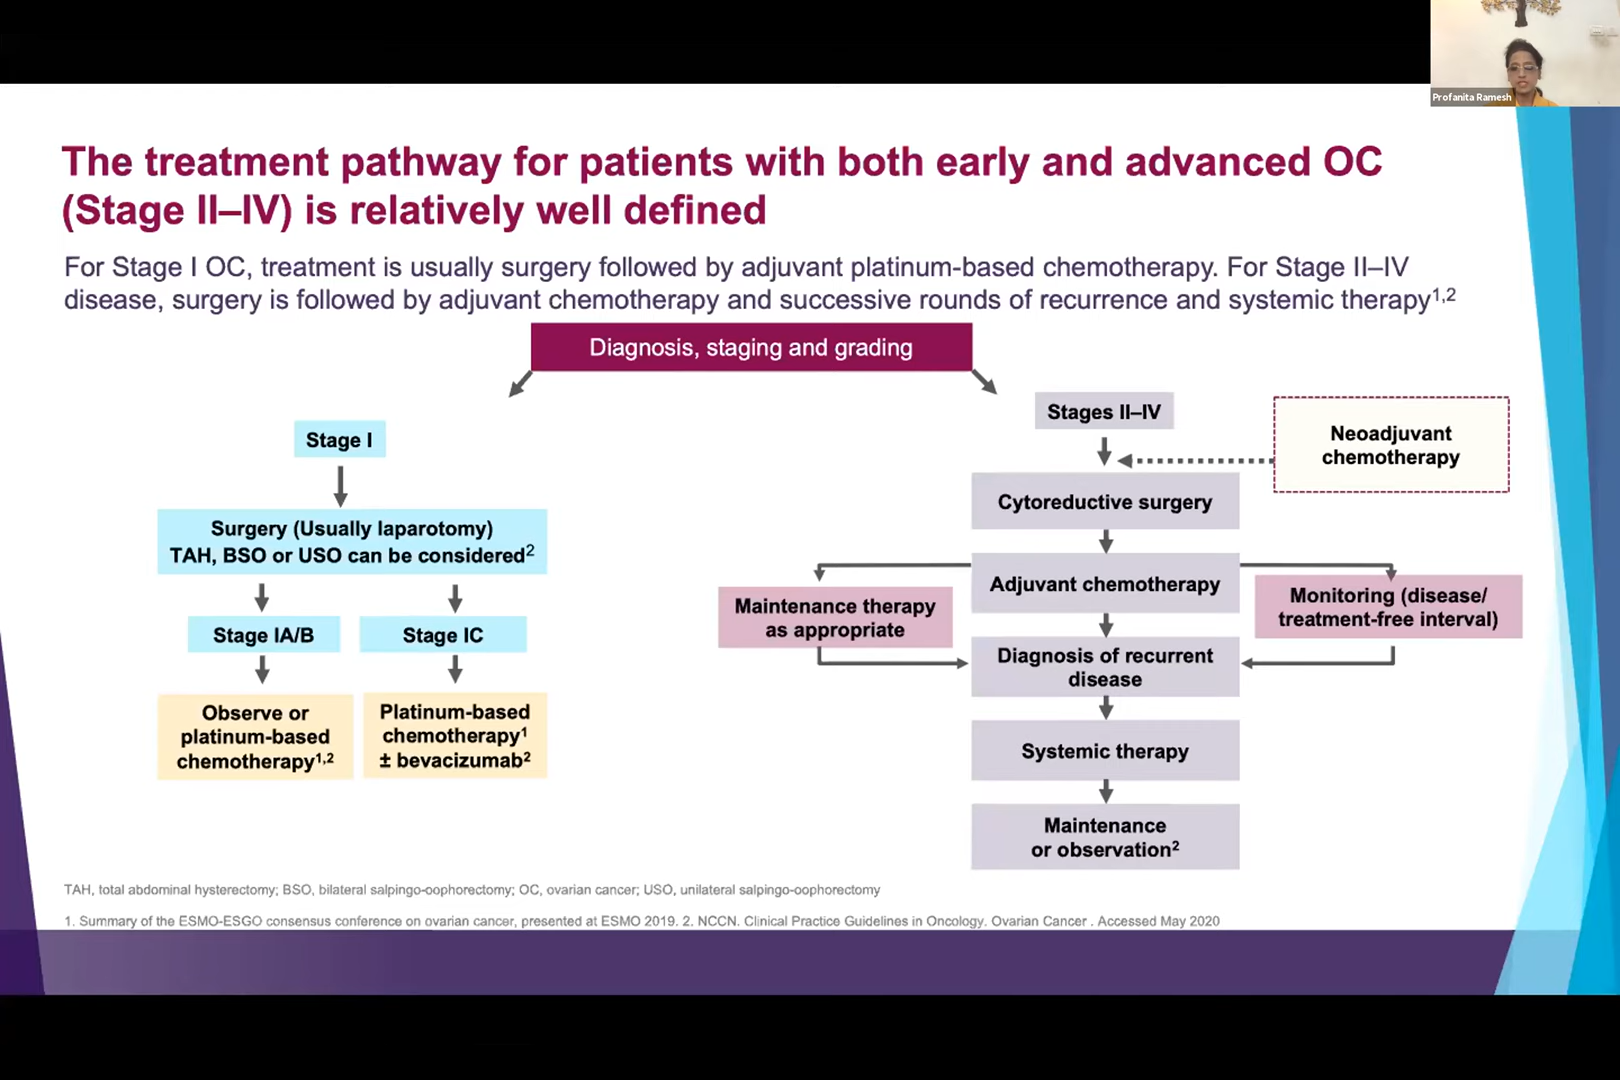 Profanita Ramesh
The treatment pathway for patients with both early and advanced OC
(Stage II–IV) is relatively well defined
For Stage I OC, treatment is usually surgery followed by adjuvant platinum-based chemotherapy. For Stage II–IV
disease, surgery is followed by adjuvant chemotherapy and successive rounds of recurrence and systemic therapy1,2
Diagnosis, staging and grading
Stage I
Surgery (Usually laparotomy)
TAH, BSO or USO can be considered2
Stage IA/B
Stage IC
Observe or
platinum-based
chemotherapy1,2
Platinum-based
chemotherapy1
± bevacizumab2
Stages II–IV
Neoadjuvant
chemotherapy
Cytoreductive surgery
Adjuvant chemotherapy
Maintenance therapy
as appropriate
Monitoring (disease/
treatment-free interval)
Diagnosis of recurrent
disease
Systemic therapy
Maintenance
or observation2
TAH, total abdominal hysterectomy; BSO, bilateral salpingo-oophorectomy; OC, ovarian cancer; USO, unilateral salpingo-oophorectomy
1. Summary of the ESMO-ESGO consensus conference on ovarian cancer, presented at ESMO 2019. 2. NCCN. Clinical Practice Guidelines in Oncology. Ovarian Cancer . Accessed May 2020